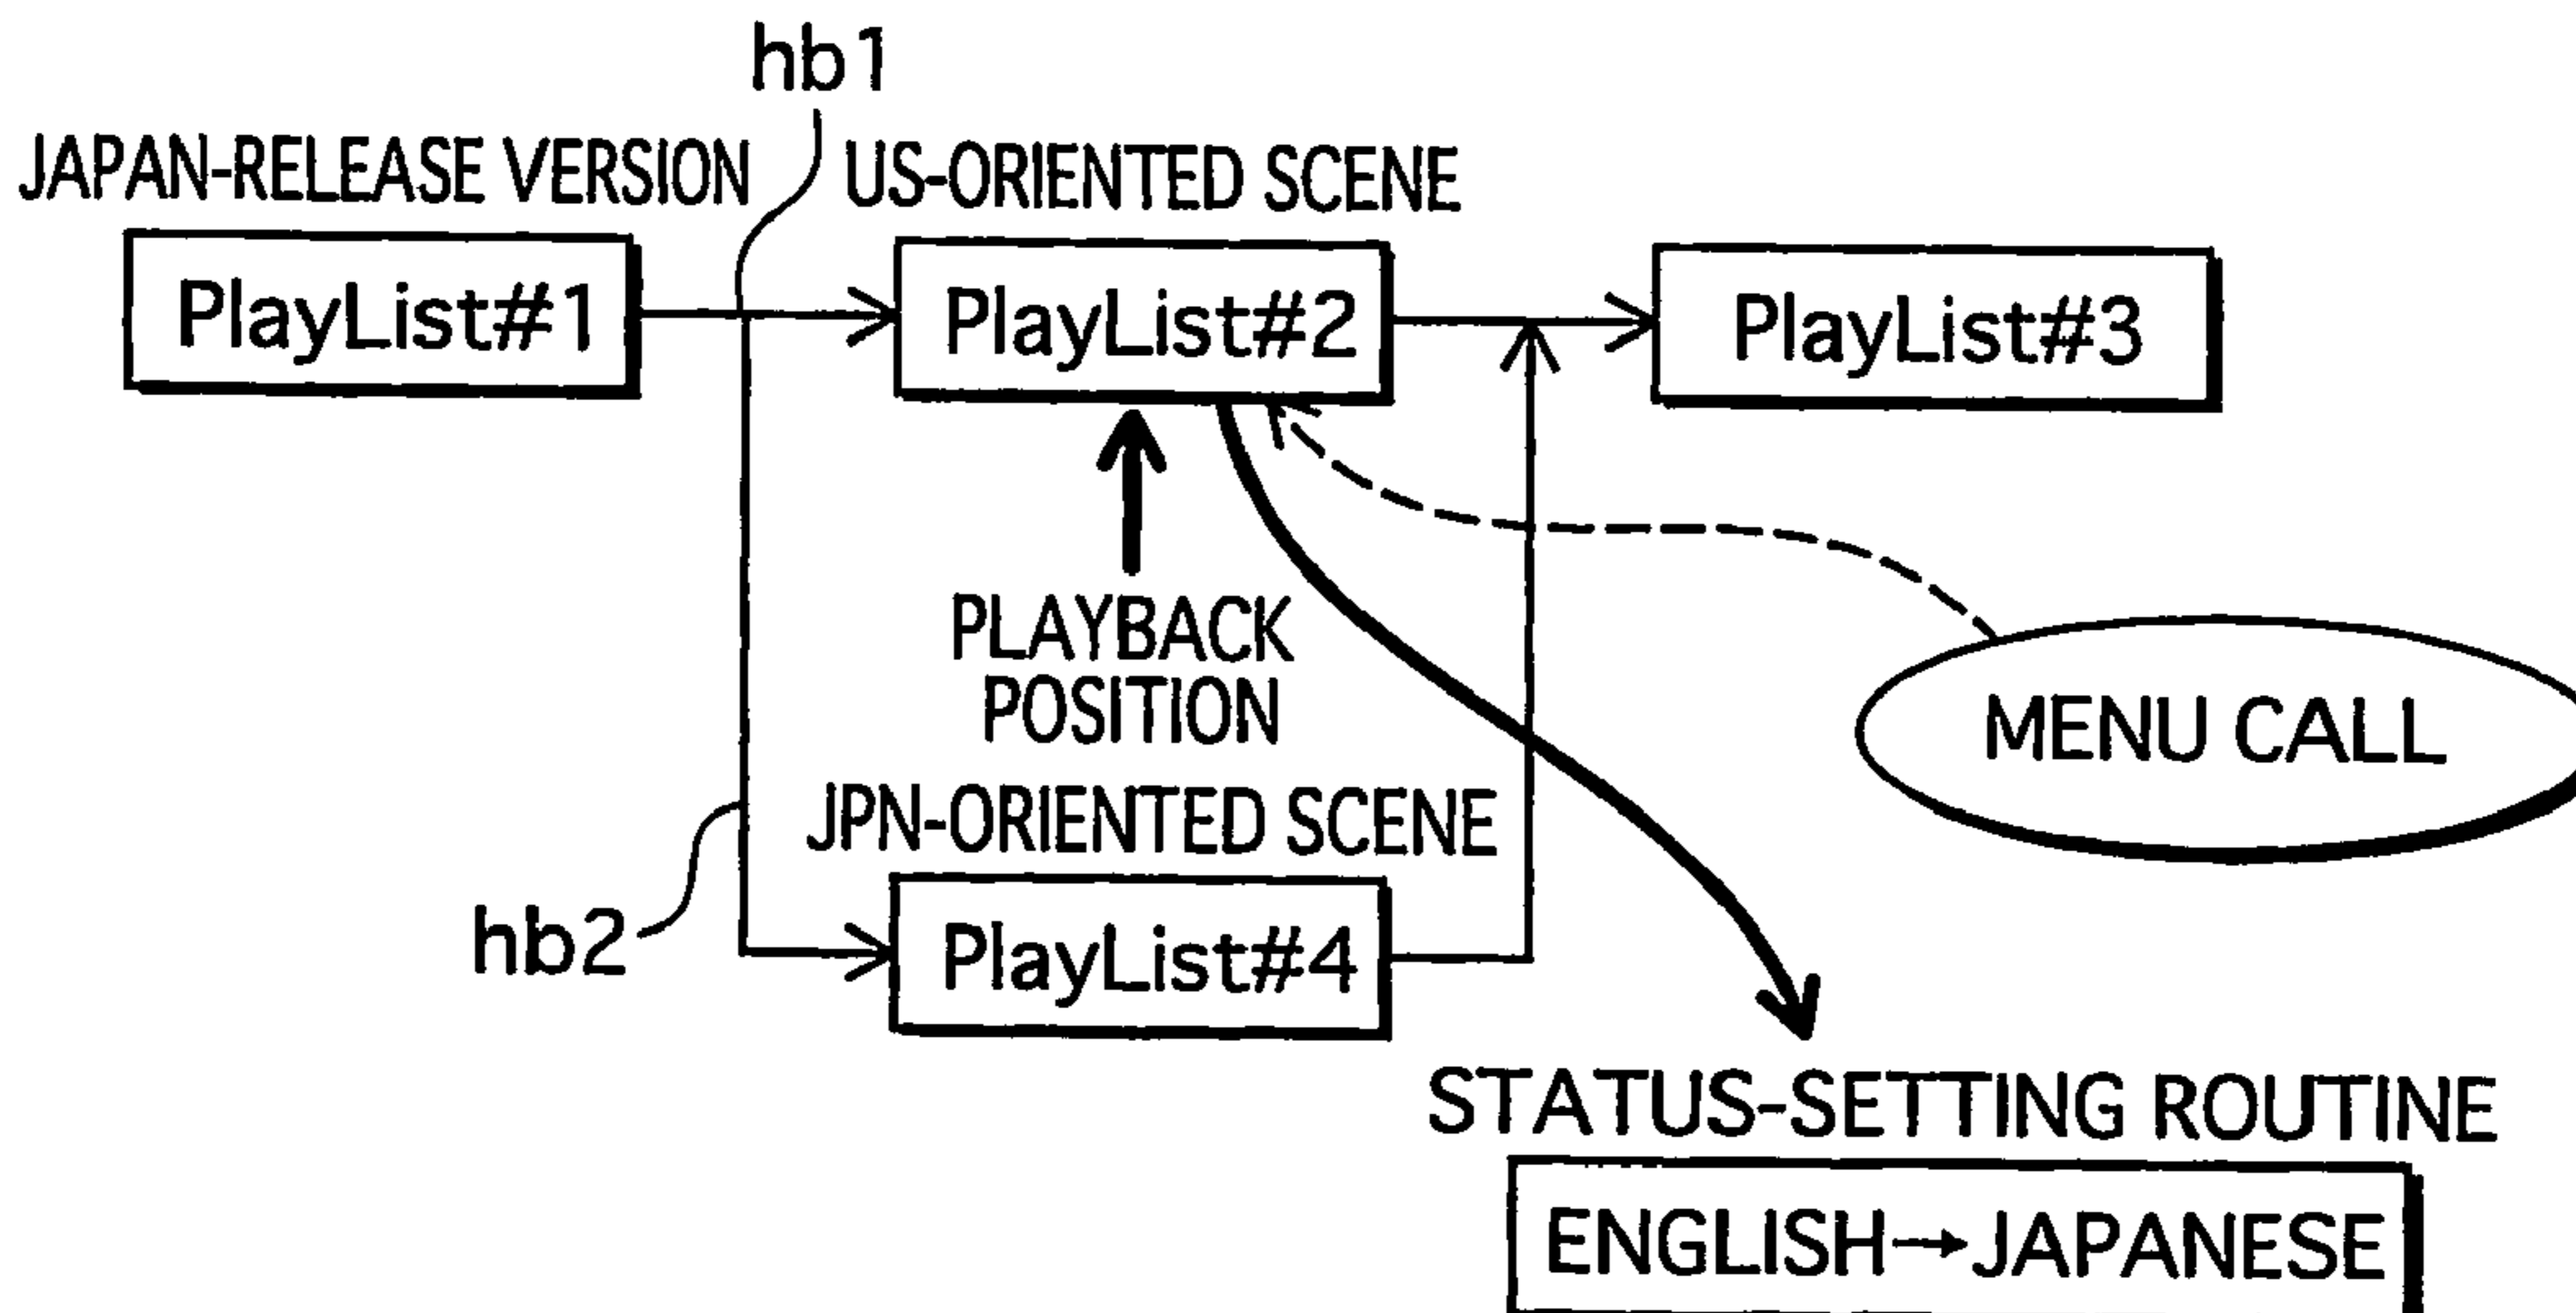 hb1
JAPAN-RELEASE VERSION
US-ORIENTED SCENE
PlayList#1
PlayList#2
PlayList#3
PLAYBACK
POSITION
MENU CALL
JPN-ORIENTED SCENE
hb2
PlayList#4
STATUS-SETTING ROUTINE
ENGLISH→JAPANESE